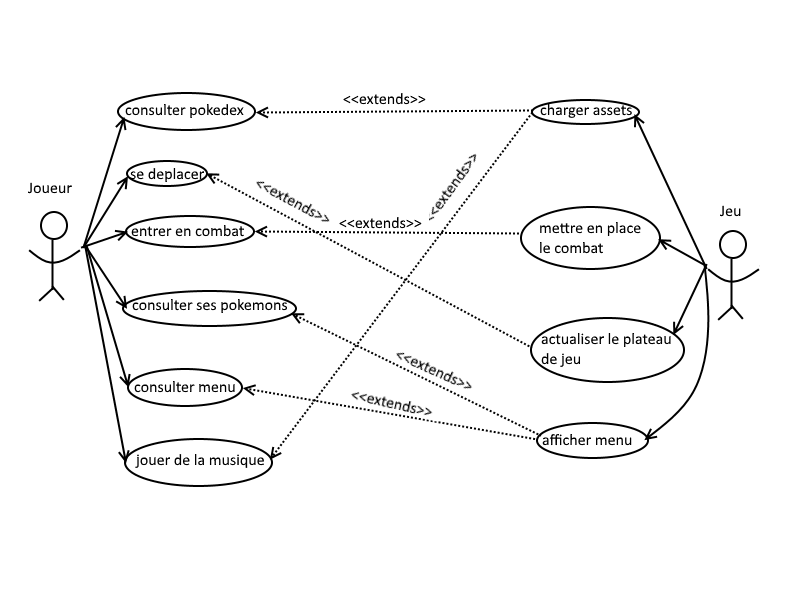 <<extends>>
consulter pokedex
charger assets
se deplacer
<<extends>>
<<extends>>
Joueur
Jeu
entrer en combat
<<extends>>
mettre en place
le combat
consulter ses pokemons
actualiser le plateau
de jeu
<<extends>>
consulter menu
<<extends>>
afficher menu
jouer de la musique